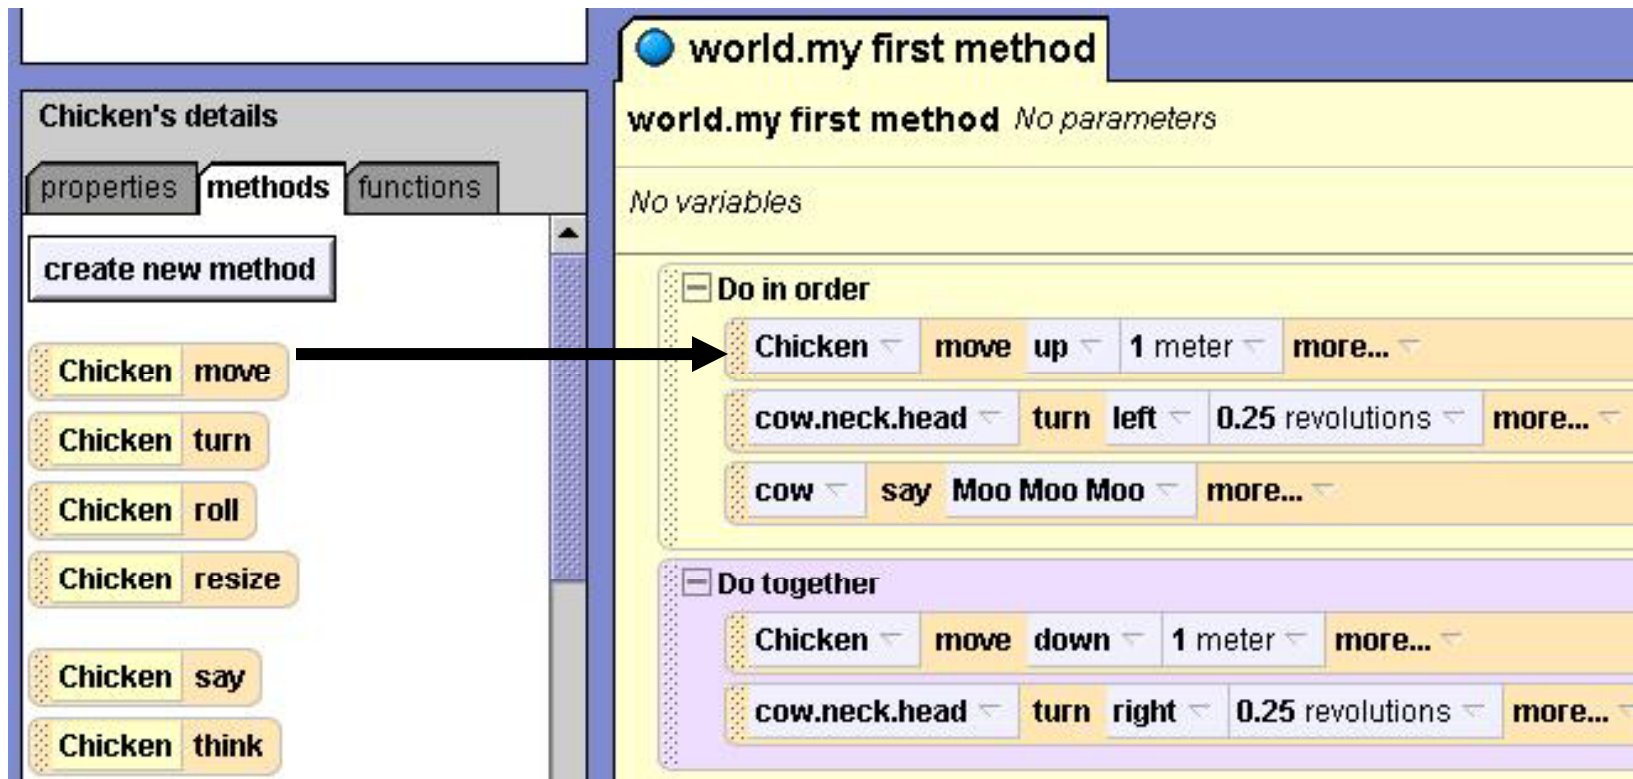 Chicken's details
properties methods functions
create new method
Chicken move
Chicken turn
Chicken roll
Chicken resize
Chicken say
Chicken think
world.my first method
world.my first method No parameters
No variables
Do in order
Chicken move up 1 meter more...
cow.neck.head turn left 0.25 revolutions more...
cow say Moo Moo Moo more...
Do together
Chicken move down 1 meter more...
cow.neck.head turn right 0.25 revolutions more...